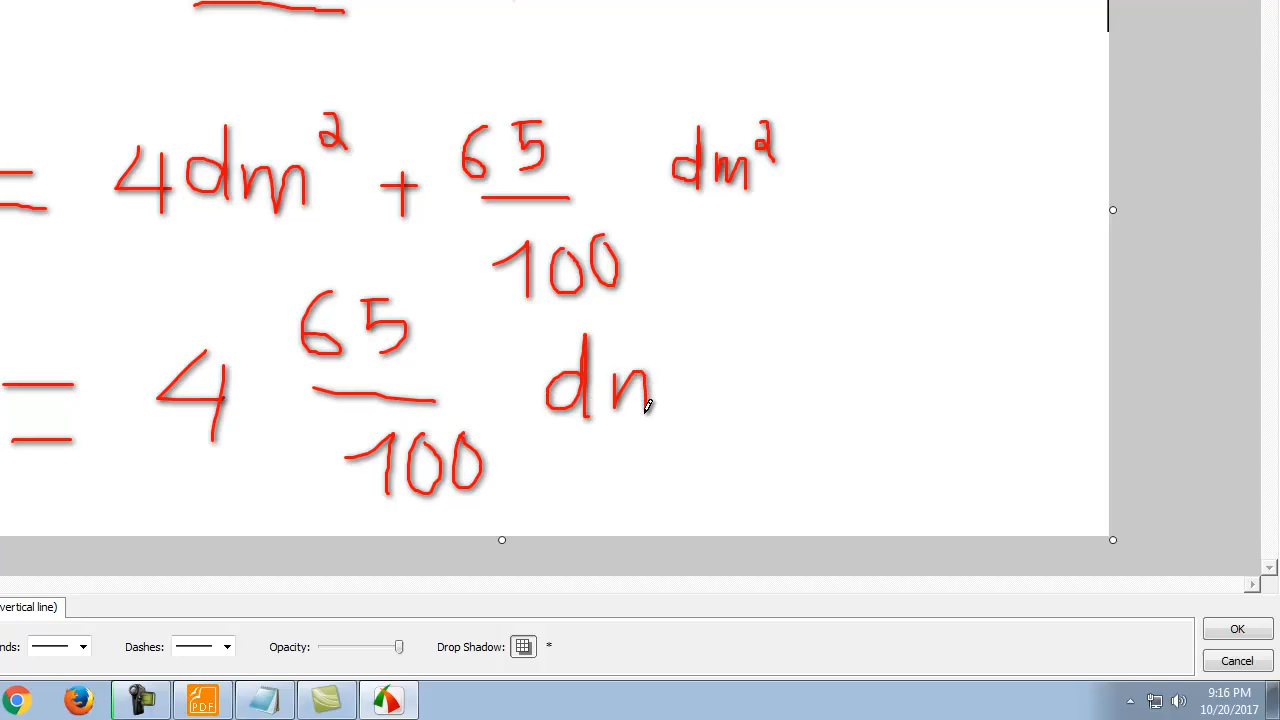 = 4dm² + 65/100 dm²
= 4 65/100 dn
vertical line)
nds: Dashes: Opacity: Drop Shadow: *
OK
Cancel
PDF
9:16 PM
10/20/2017